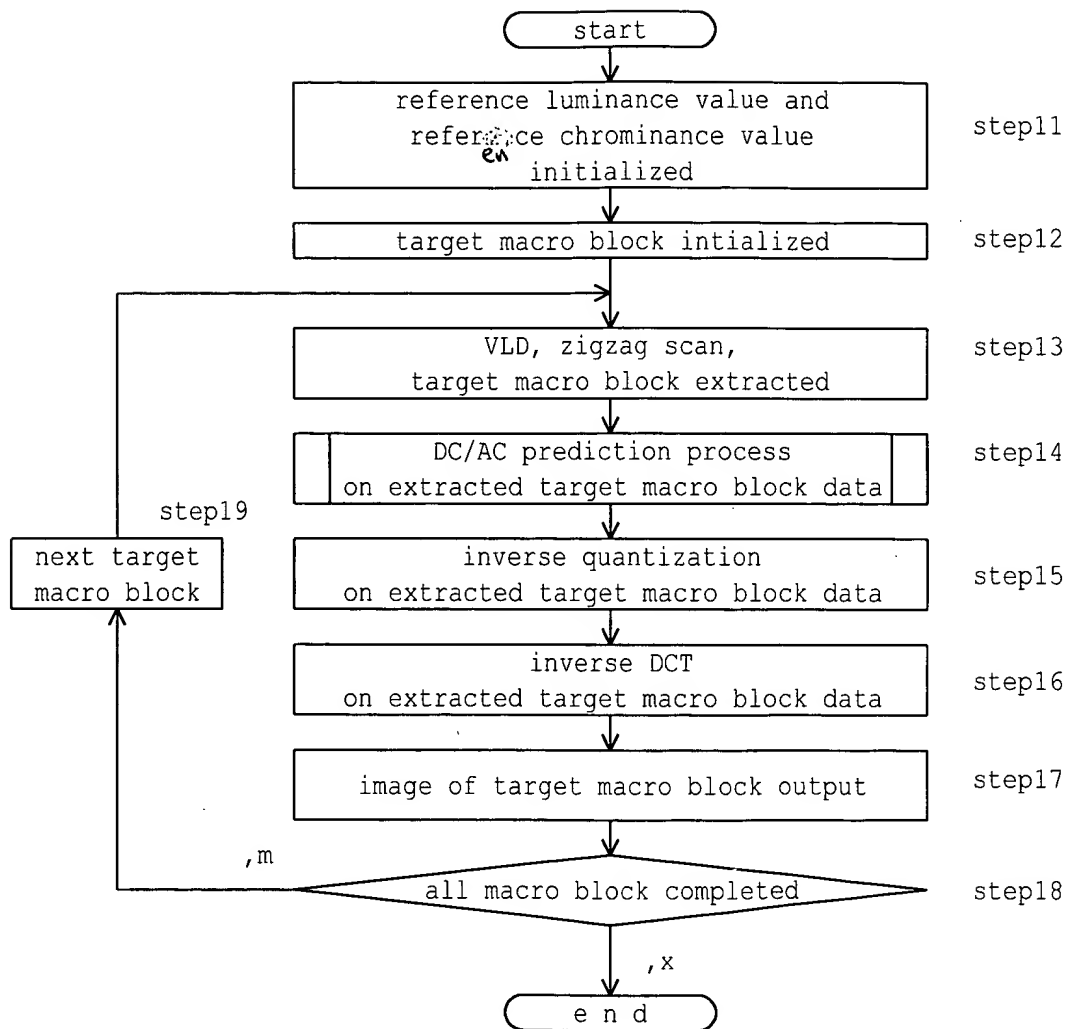 start
reference luminance value and
reference chrominance value
initialized
step11
target macro block intialized
step12
VLD, zigzag scan,
target macro block extracted
step13
DC/AC prediction process
on extracted target macro block data
step14
step19
next target
macro block
inverse quantization
on extracted target macro block data
step15
inverse DCT
on extracted target macro block data
step16
image of target macro block output
step17
,m
all macro block completed
step18
,x
e n d